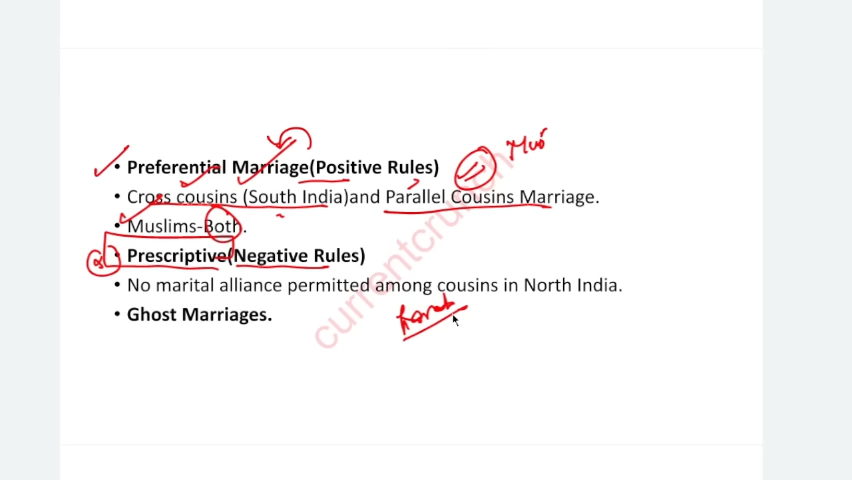 • Preferential Marriage(Positive Rules)
• Cross cousins (South India)and Parallel Cousins Marriage.
• Muslims-Both.
• Prescriptive(Negative Rules)
• No marital alliance permitted among cousins in North India.
• Ghost Marriages.
currentcrunch